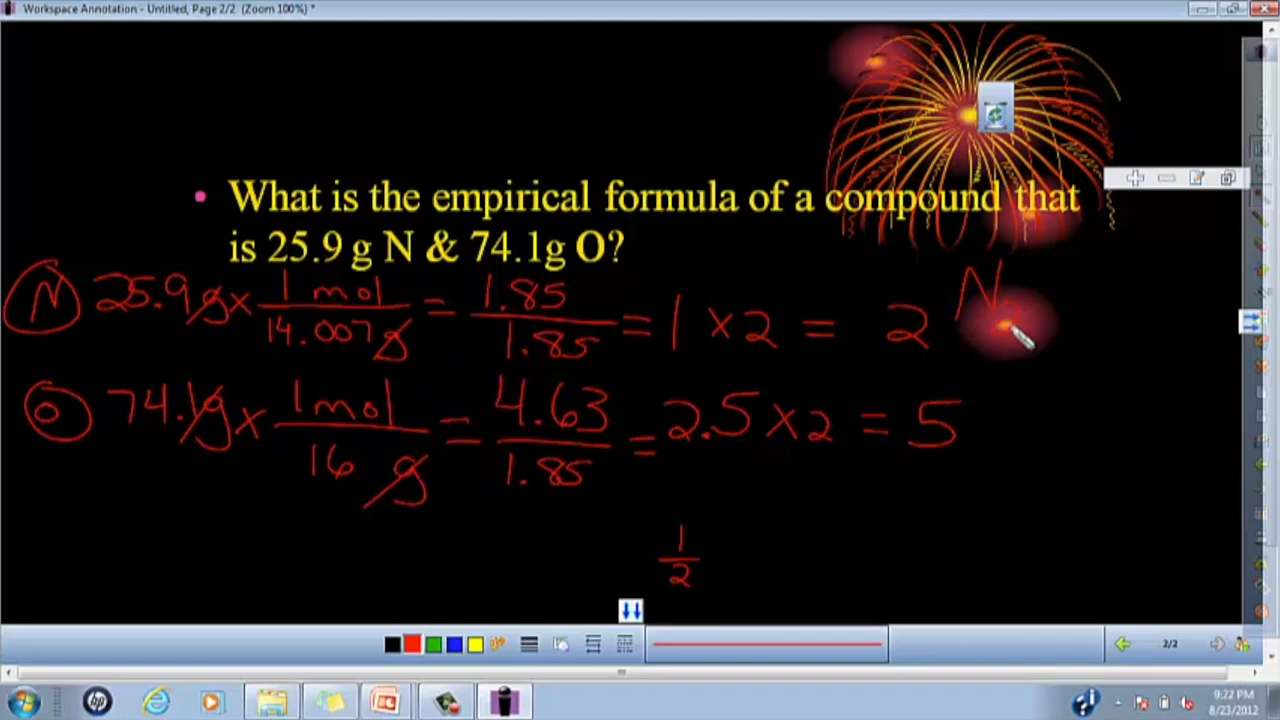 Workspace Annotation - Untitled, Page 2/2 (Zoom 100%) *
• What is the empirical formula of a compound that
is 25.9 g N & 74.1g O?
N 25.9 g x 1 mol / 14.007 g = 1.85 / 1.85 = 1 x 2 = 2 N
O 74.1g x 1 mol / 16 g = 4.63 / 1.85 = 2.5 x 2 = 5
1/2
2/2
9:22 PM
8/23/2012